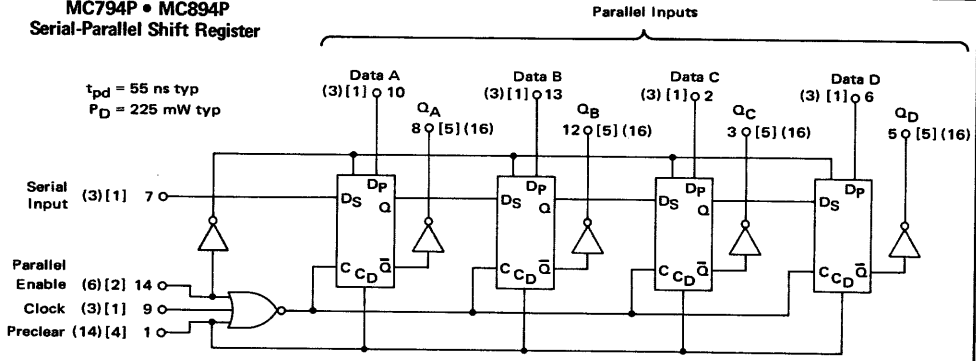 MC794P • MC894P
Serial-Parallel Shift Register
Parallel Inputs
tpd = 55 ns typ
PD = 225 mW typ
Data A
(3) [1] 10
Data B
(3) [1] 13
Data C
(3) [1] 2
Data D
(3) [1] 6
QA
8 [5] (16)
QB
12 [5] (16)
QC
3 [5] (16)
QD
5 [5] (16)
Serial
Input (3) [1] 7
DP
DS Q
C CD Q̅
DP
DS Q
C CD Q̅
DP
DS Q
C CD Q̅
DP
DS
C CD Q̅
Parallel
Enable (6) [2] 14
Clock (3) [1] 9
Preclear (14) [4] 1